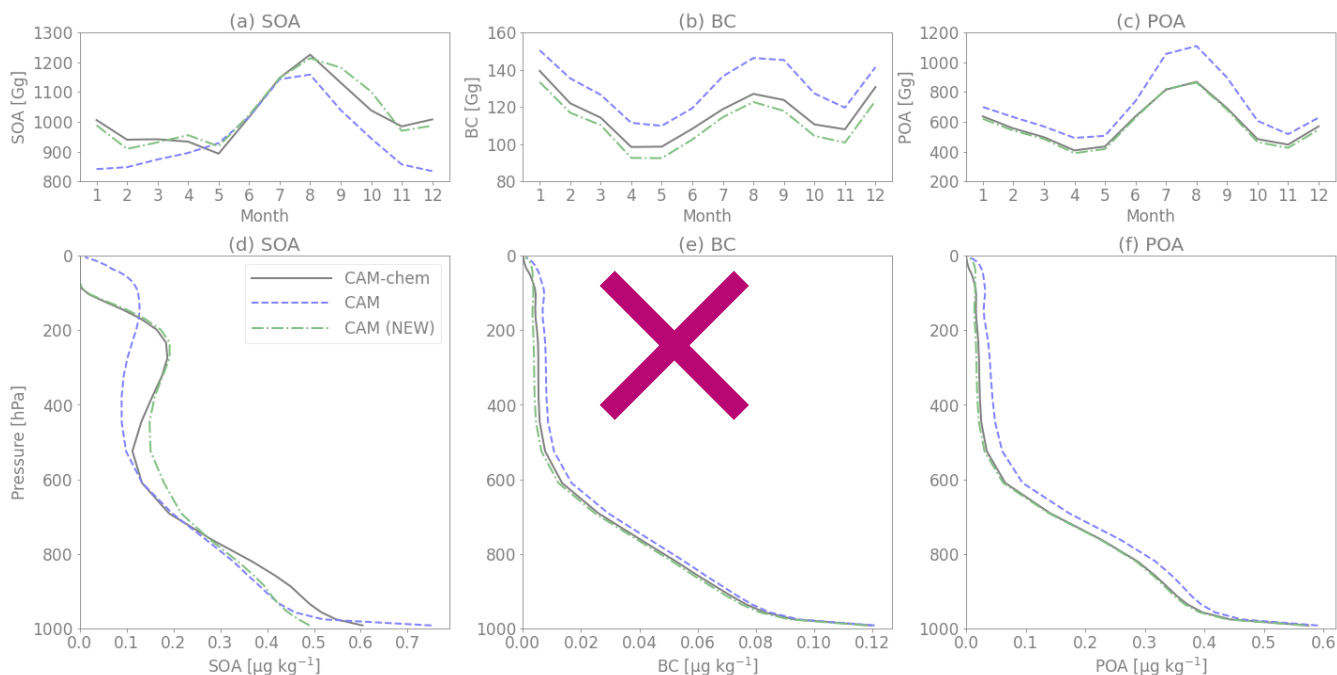 (a) SOA
(b) BC
(c) POA
1300
1200
1100
1000
900
800
SOA [Gg]
1 2 3 4 5 6 7 8 9 10 11 12
Month
160
140
120
100
80
BC [Gg]
1 2 3 4 5 6 7 8 9 10 11 12
Month
1200
1000
800
600
400
200
POA [Gg]
1 2 3 4 5 6 7 8 9 10 11 12
Month
(d) SOA
0
200
400
600
800
1000
Pressure [hPa]
CAM-chem
CAM
CAM (NEW)
0.0 0.1 0.2 0.3 0.4 0.5 0.6 0.7
SOA [μg kg⁻¹]
(e) BC
0
200
400
600
800
1000
0.00 0.02 0.04 0.06 0.08 0.10 0.12
BC [μg kg⁻¹]
(f) POA
0
200
400
600
800
1000
0.0 0.1 0.2 0.3 0.4 0.5 0.6
POA [μg kg⁻¹]